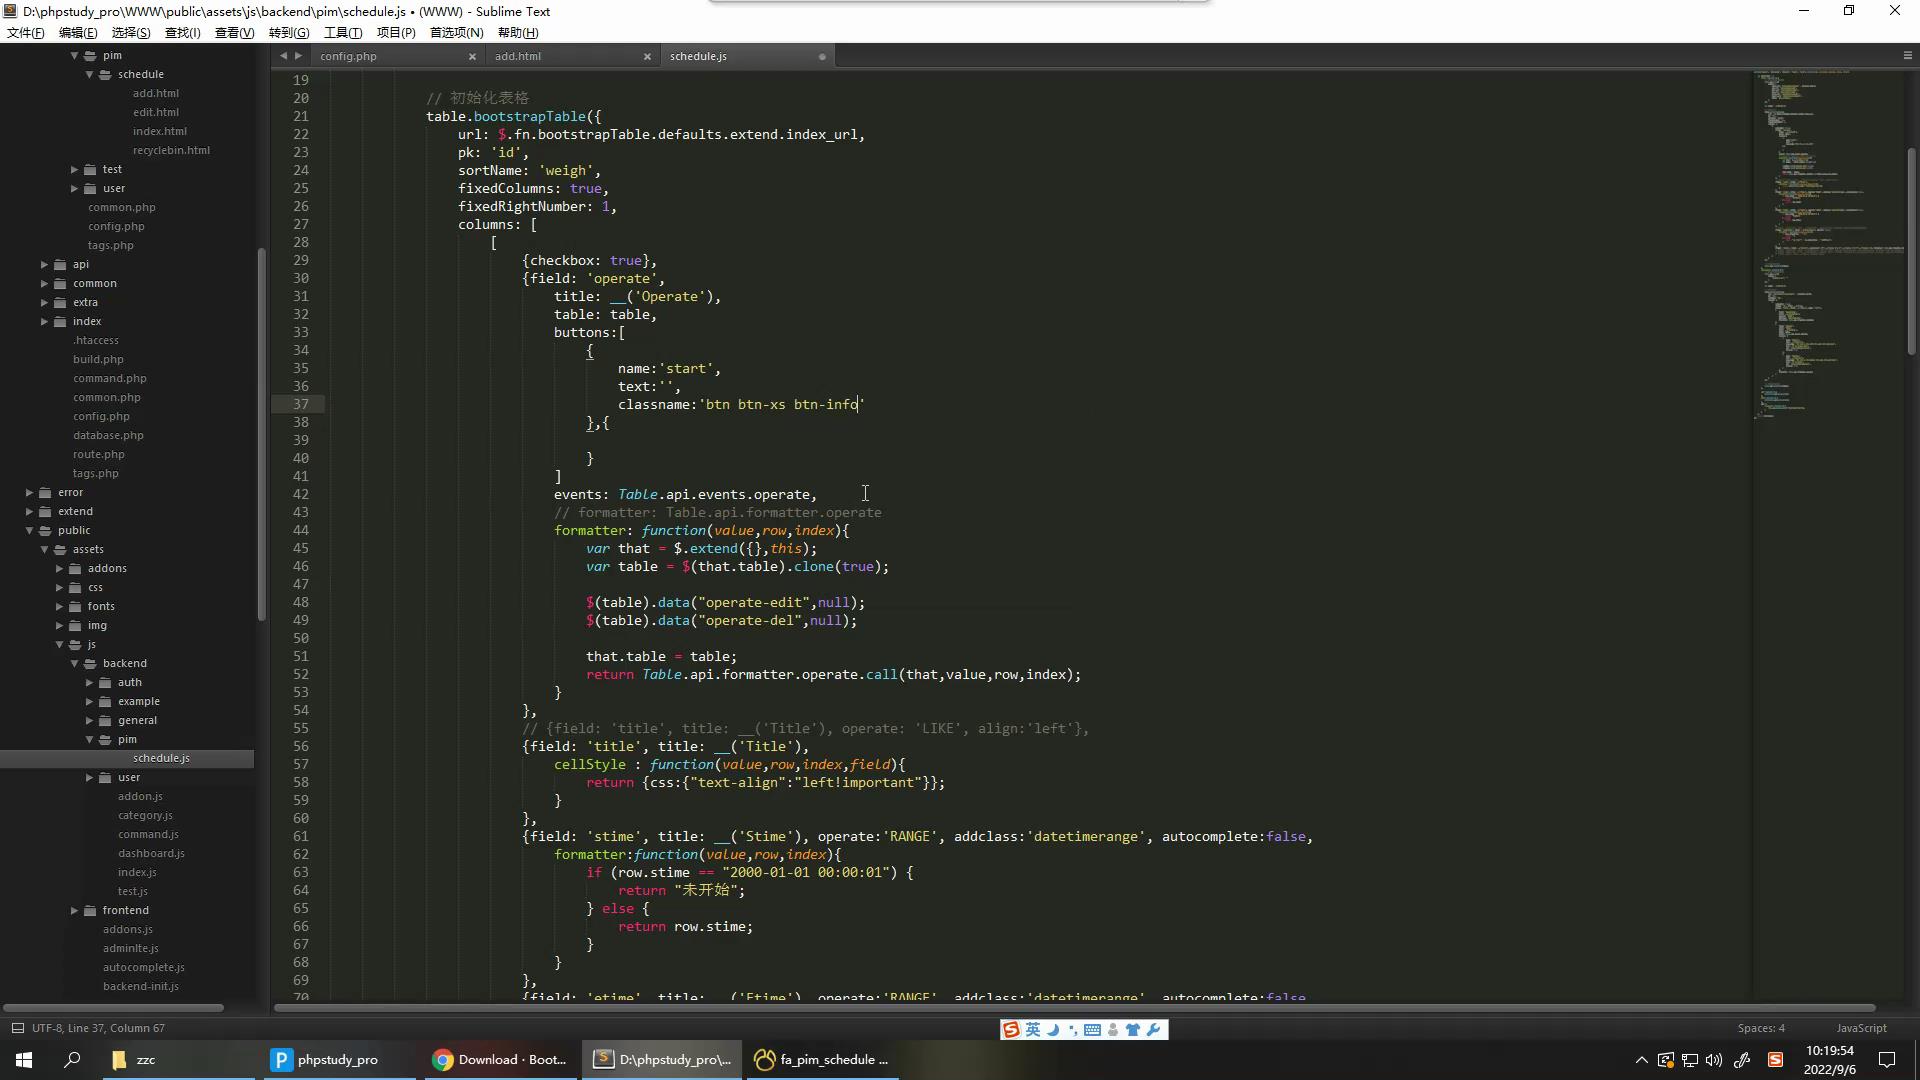 D:\phpstudy_pro\WWW\public\assets\js\backend\pim\schedule.js • (WWW) - Sublime Text
文件(F) 编辑(E) 选择(S) 查找(I) 查看(V) 转到(G) 工具(T) 项目(P) 首选项(N) 帮助(H)
config.php × add.html × schedule.js
pim
schedule
add.html
edit.html
index.html
recyclebin.html
test
user
common.php
config.php
tags.php
api
common
extra
index
.htaccess
build.php
command.php
common.php
config.php
database.php
route.php
tags.php
error
extend
public
assets
addons
css
fonts
img
js
backend
auth
example
general
pim
schedule.js
user
addon.js
category.js
command.js
dashboard.js
index.js
test.js
frontend
addons.js
adminlte.js
autocomplete.js
backend-init.js
19
20 // 初始化表格
21 table.bootstrapTable({
22 url: $.fn.bootstrapTable.defaults.extend.index_url,
23 pk: 'id',
24 sortName: 'weigh',
25 fixedColumns: true,
26 fixedRightNumber: 1,
27 columns: [
28 [
29 {checkbox: true},
30 {field: 'operate',
31 title: __('Operate'),
32 table: table,
33 buttons:[
34 {
35 name:'start',
36 text:'',
37 classname:'btn btn-xs btn-info'
38 },{
39
40 }
41 ]
42 events: Table.api.events.operate,
43 // formatter: Table.api.formatter.operate
44 formatter: function(value,row,index){
45 var that = $.extend({},this);
46 var table = $(that.table).clone(true);
47
48 $(table).data("operate-edit",null);
49 $(table).data("operate-del",null);
50
51 that.table = table;
52 return Table.api.formatter.operate.call(that,value,row,index);
53 }
54 },
55 // {field: 'title', title: __('Title'), operate: 'LIKE', align:'left'},
56 {field: 'title', title: __('Title'),
57 cellStyle : function(value,row,index,field){
58 return {css:{"text-align":"left!important"}};
59 }
60 },
61 {field: 'stime', title: __('Stime'), operate:'RANGE', addclass:'datetimerange', autocomplete:false,
62 formatter:function(value,row,index){
63 if (row.stime == "2000-01-01 00:00:01") {
64 return "未开始";
65 } else {
66 return row.stime;
67 }
68 }
69 },
70 {field: 'etime', title: __('Etime'), operate:'RANGE', addclass:'datetimerange', autocomplete:false,
UTF-8, Line 37, Column 67
英
Spaces: 4 JavaScript
zzc phpstudy Download · Boot... D:\phpstudy_pro\... fa_pim_schedule ...
10:19:54
2022/9/6